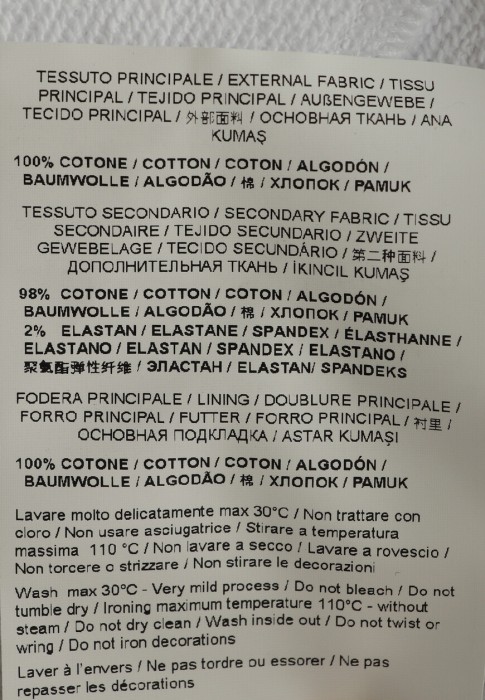 TESSUTO PRINCIPALE / EXTERNAL FABRIC / TISSU
PRINCIPAL / TEJIDO PRINCIPAL / AUßENGEWEBE /
TECIDO PRINCIPAL / 外部面料 / ОСНОВНАЯ ТКАНЬ / ANA
KUMAŞ
100% COTONE / COTTON / COTON / ALGODÓN /
BAUMWOLLE / ALGODÃO / 棉 / ХЛОПОК / PAMUK
TESSUTO SECONDARIO / SECONDARY FABRIC / TISSU
SECONDAIRE / TEJIDO SECUNDARIO / ZWEITE
GEWEBELAGE / TECIDO SECUNDÁRIO / 第二种面料 /
ДОПОЛНИТЕЛЬНАЯ ТКАНЬ / İKINCIL KUMAŞ
98% COTONE / COTTON / COTON / ALGODÓN /
BAUMWOLLE / ALGODÃO / 棉 / ХЛОПОК / PAMUK
2% ELASTAN / ELASTANE / SPANDEX / ÉLASTHANNE /
ELASTANO / ELASTAN / SPANDEX / ELASTANO /
聚氨酯弹性纤维 / ЭЛАСТАН / ELASTAN/ SPANDEKS
FODERA PRINCIPALE / LINING / DOUBLURE PRINCIPALE /
FORRO PRINCIPAL / FUTTER / FORRO PRINCIPAL / 衬里 /
ОСНОВНАЯ ПОДКЛАДКА / ASTAR KUMAŞI
100% COTONE / COTTON / COTON / ALGODÓN /
BAUMWOLLE / ALGODÃO / 棉 / ХЛОПОК / PAMUK
Lavare molto delicatamente max 30°C / Non trattare con
cloro / Non usare asciugatrice / Stirare a temperatura
massima 110 °C / Non lavare a secco / Lavare a rovescio /
Non torcere o strizzare / Non stirare le decorazioni
Wash max 30°C - Very mild process / Do not bleach / Do not
tumble dry / Ironing maximum temperature 110°C - without
steam / Do not dry clean / Wash inside out / Do not twist or
wring / Do not iron decorations
Laver à l'envers / Ne pas tordre ou essorer / Ne pas
repasser les décorations